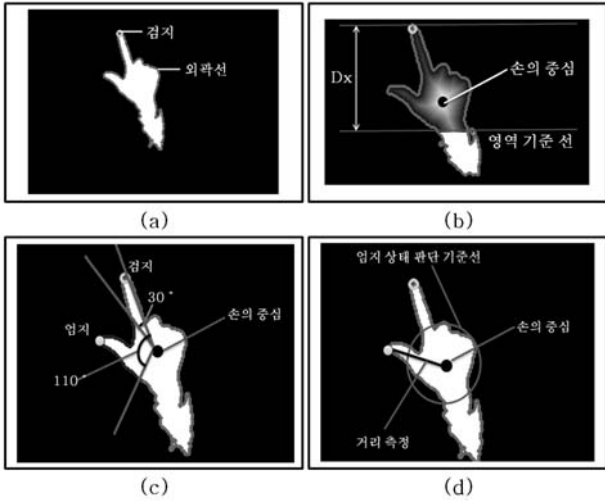 검지
외곽선
(a)
Dx
손의 중심
영역 기준 선
(b)
검지
30°
엄지
손의 중심
110°
(c)
엄지 상태 판단 기준선
손의 중심
거리 측정
(d)